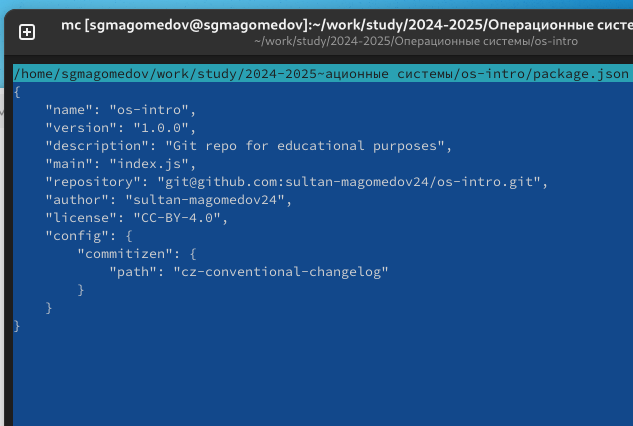 mc [sgmagomedov@sgmagomedov]:~/work/study/2024-2025/Операционные систе
~/work/study/2024-2025/Операционные системы/os-intro
/home/sgmagomedov/work/study/2024-2025~ационные системы/os-intro/package.json
{
    "name": "os-intro",
    "version": "1.0.0",
    "description": "Git repo for educational purposes",
    "main": "index.js",
    "repository": "git@github.com:sultan-magomedov24/os-intro.git",
    "author": "sultan-magomedov24",
    "license": "CC-BY-4.0",
    "config": {
        "commitizen": {
            "path": "cz-conventional-changelog"
        }
    }
}